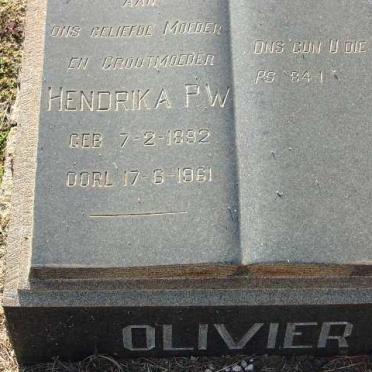 AAN
ONS GELIEFDE MOEDER
EN GROOTMOEDER
HENDRIKA P.W
GEB 7-2-1892
OORL 17-6-1961
ONS GUN U DIE
PS 84:1
OLIVIER